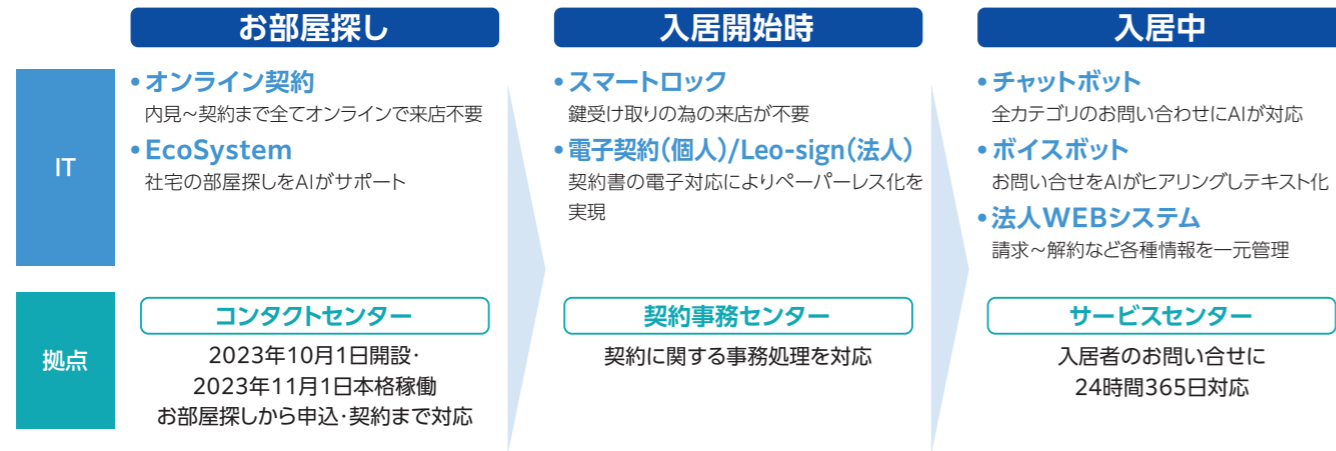 お部屋探し
入居開始時
入居中
IT
•オンライン契約
内見～契約まで全てオンラインで来店不要
•EcoSystem
社宅の部屋探しをAIがサポート
•スマートロック
鍵受け取りの為の来店が不要
•電子契約(個人)/Leo-sign(法人)
契約書の電子対応によりペーパーレス化を
実現
•チャットボット
全カテゴリのお問い合わせにAIが対応
•ボイスボット
お問い合せをAIがヒアリングしテキスト化
•法人WEBシステム
請求～解約など各種情報を一元管理
拠点
コンタクトセンター
2023年10月1日開設・
2023年11月1日本格稼働
お部屋探しから申込・契約まで対応
契約事務センター
契約に関する事務処理を対応
サービスセンター
入居者のお問い合せに
24時間365日対応